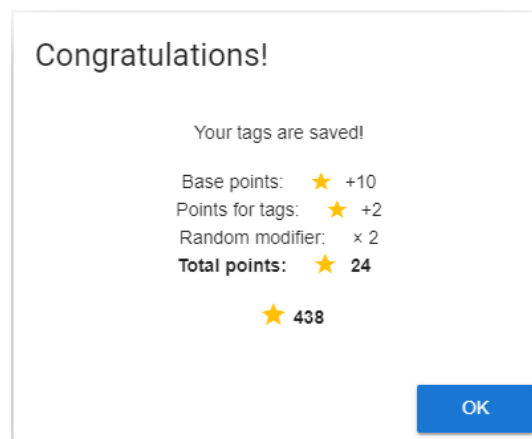 Congratulations!
Your tags are saved!
Base points: +10
Points for tags: +2
Random modifier: × 2
Total points: 24
438
OK